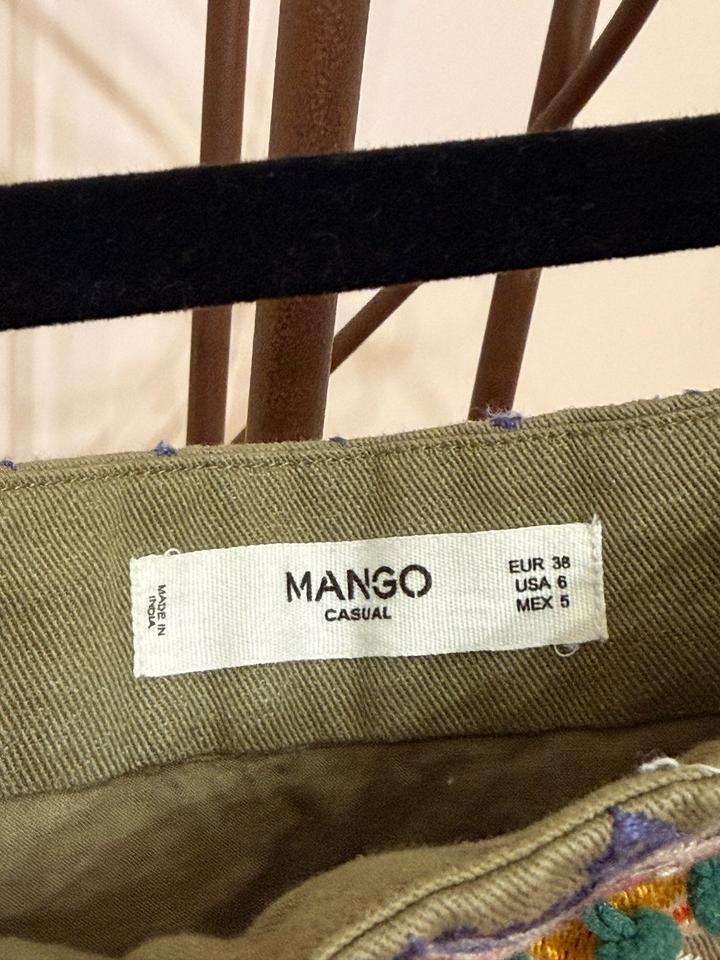 MADE IN
INDIA
MANGO
CASUAL
EUR 38
USA 6
MEX 5